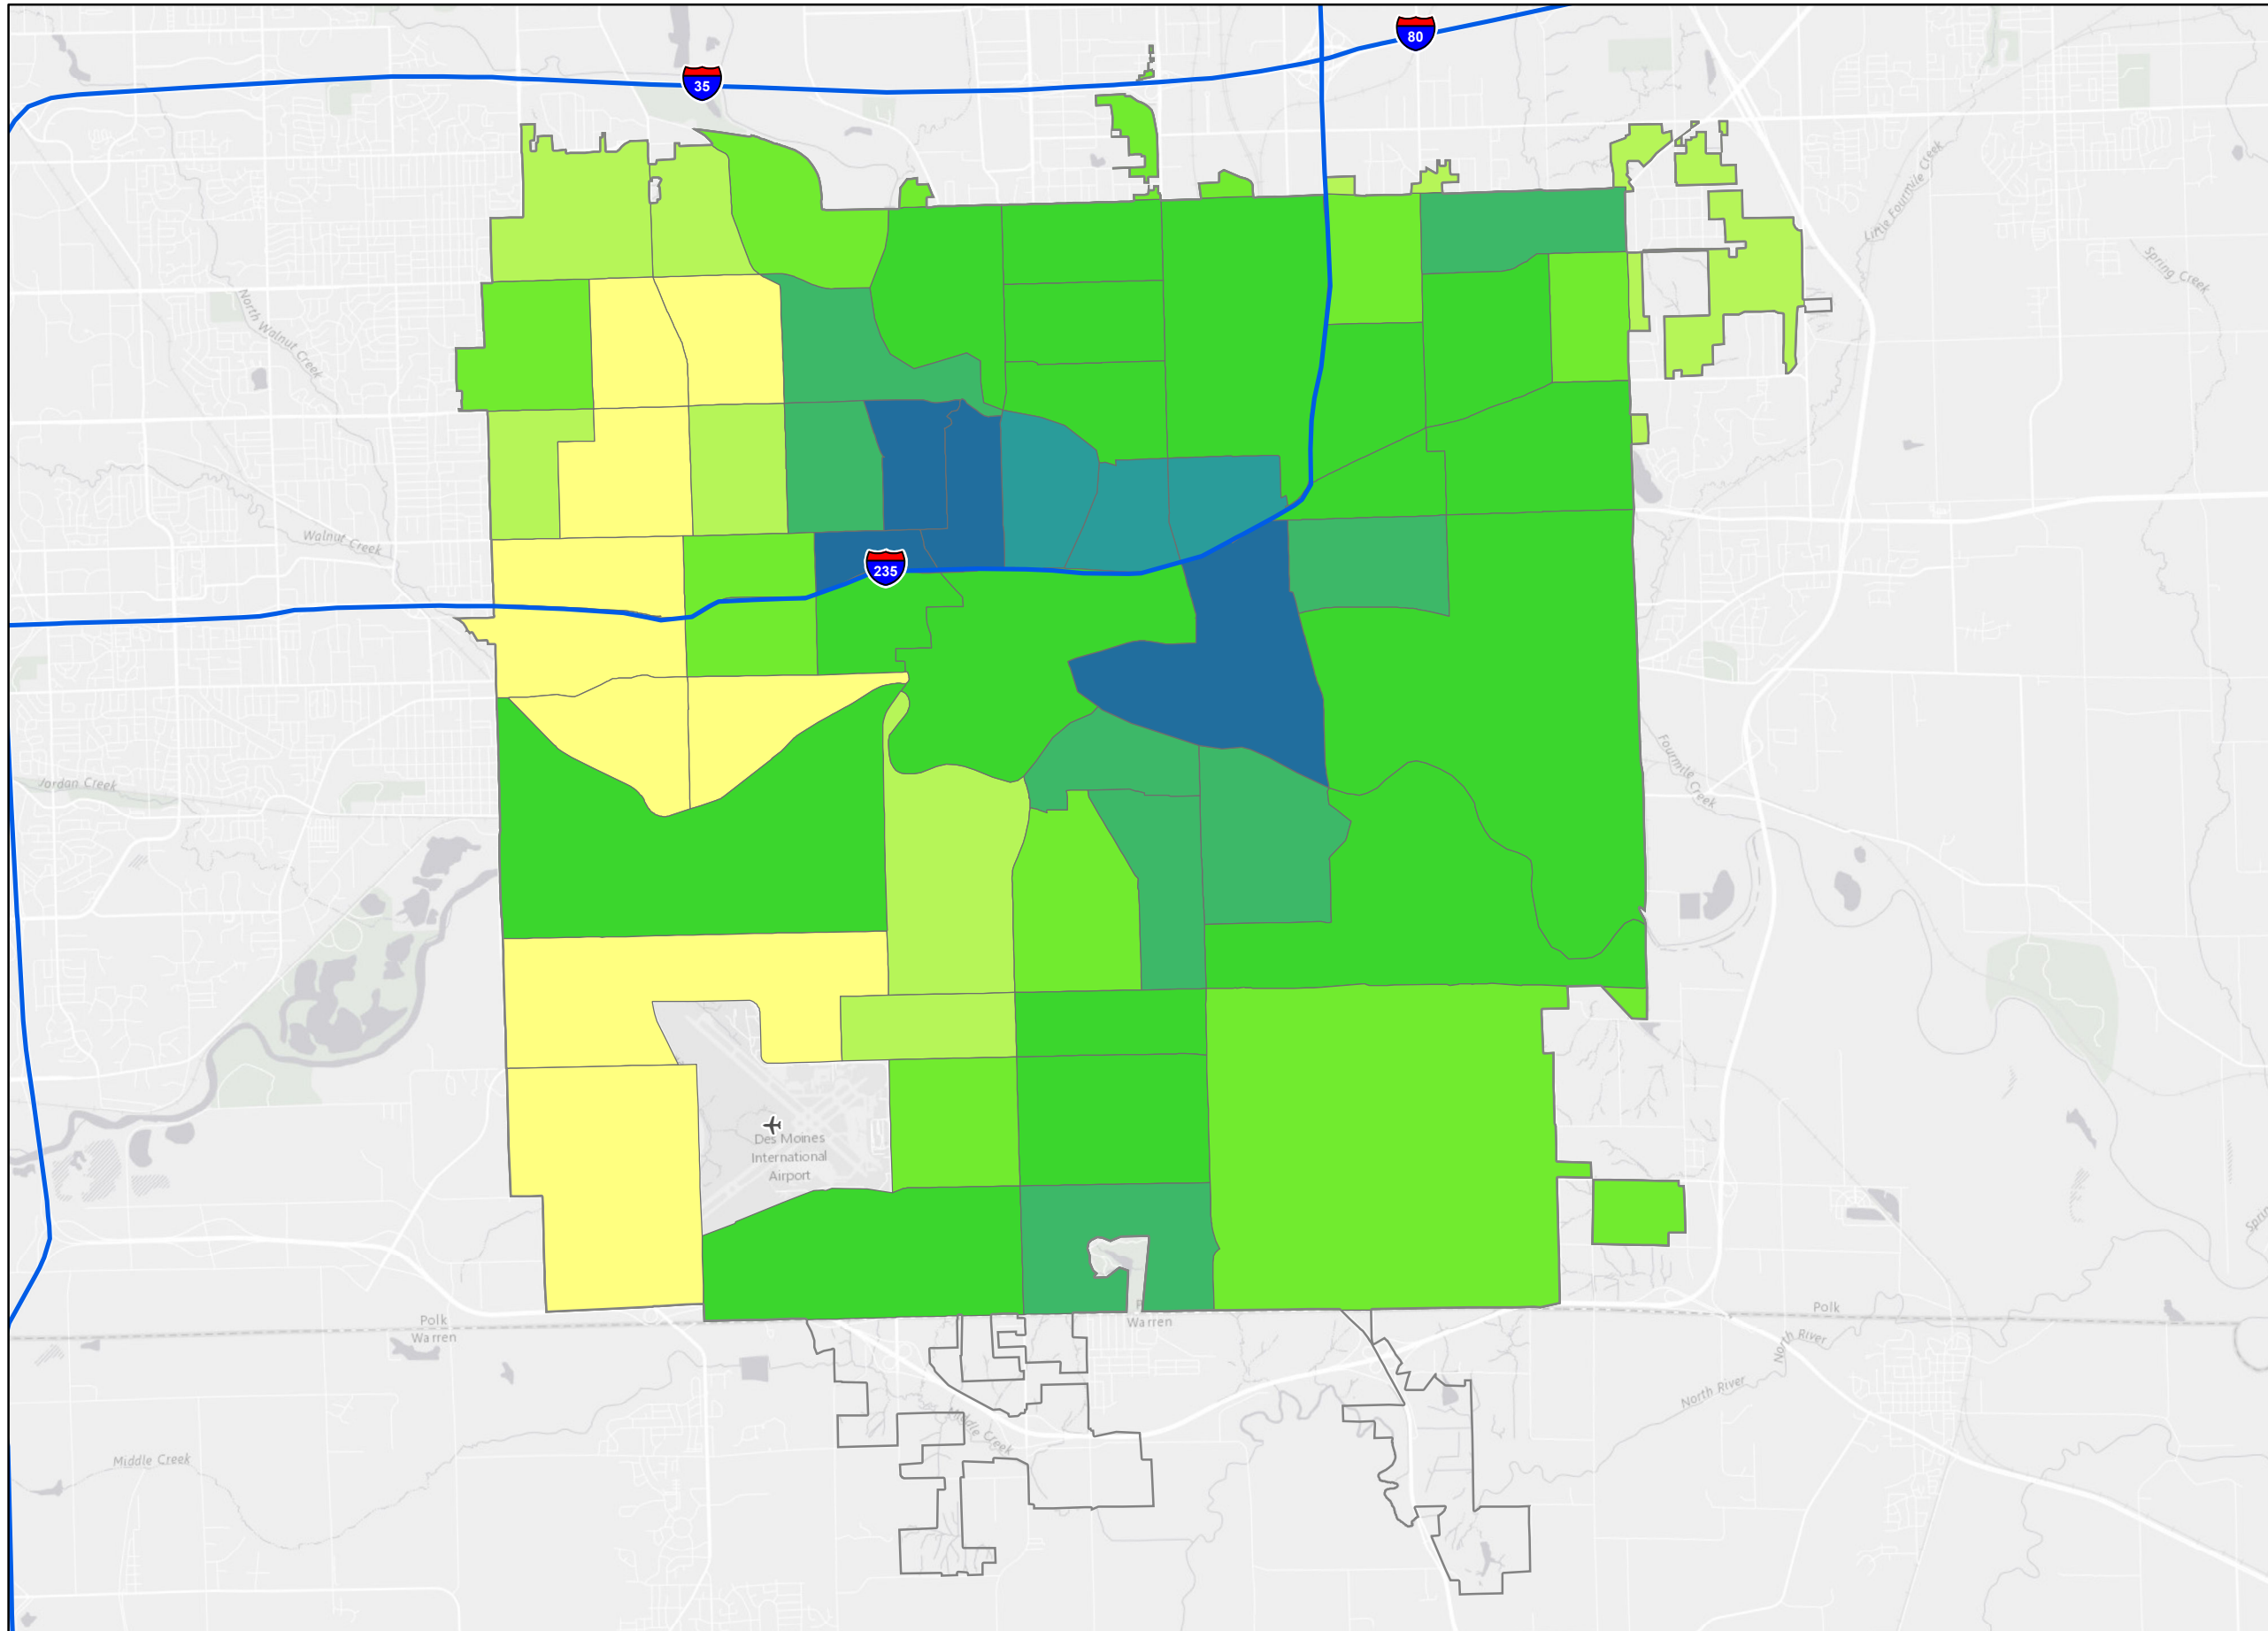 80
35
Little Fourmile Creek
Spring Creek
North Walnut Creek
Walnut Creek
235
Fourmile Creek
Jordan Creek
Des Moines
International
Airport
Polk
Warren
Warren
Polk
North River
North River
Middle Creek
Middle Creek